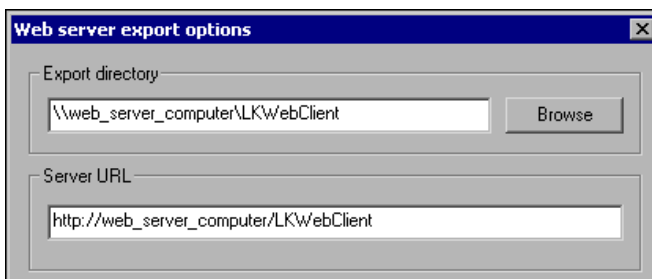 Web server export options
Export directory
\\web_server_computer\LKWebClient
Browse
Server URL
http://web_server_computer/LKWebClient